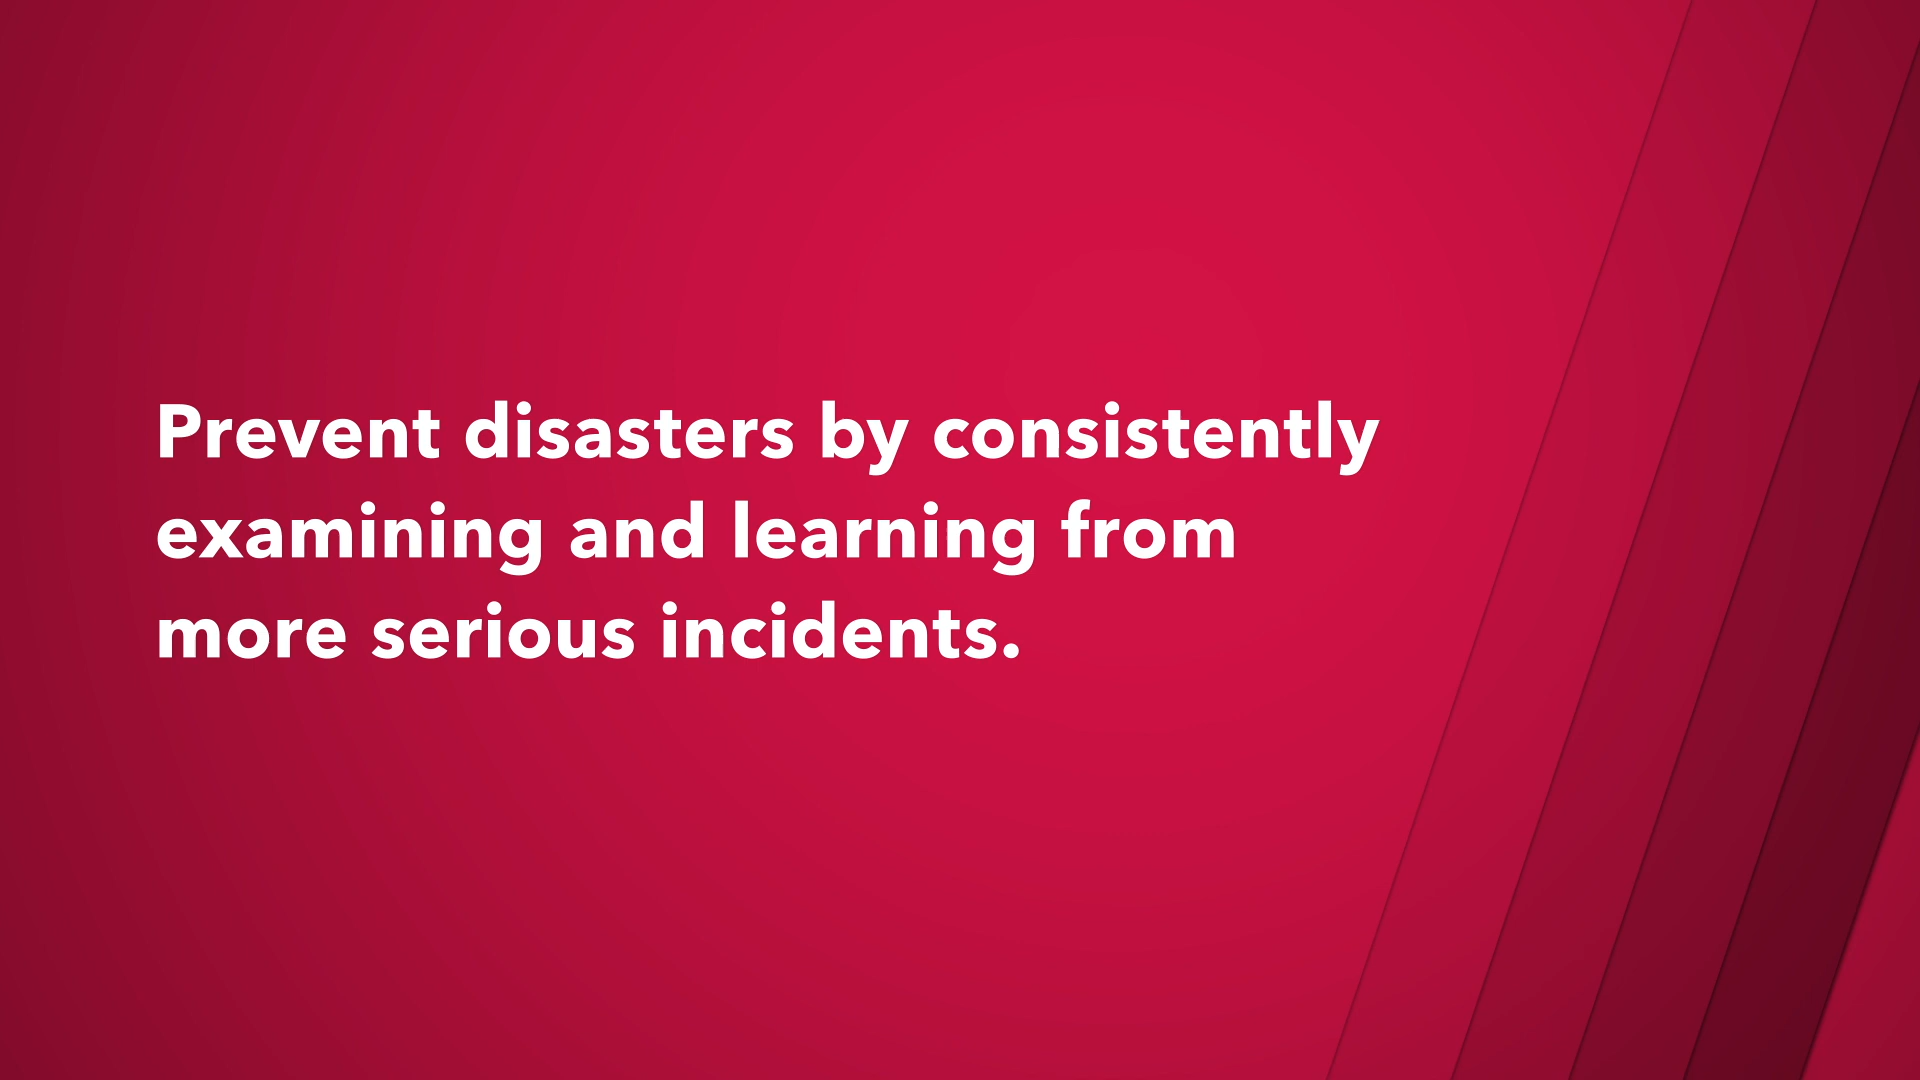 Prevent disasters by consistently
examining and learning from
more serious incidents.